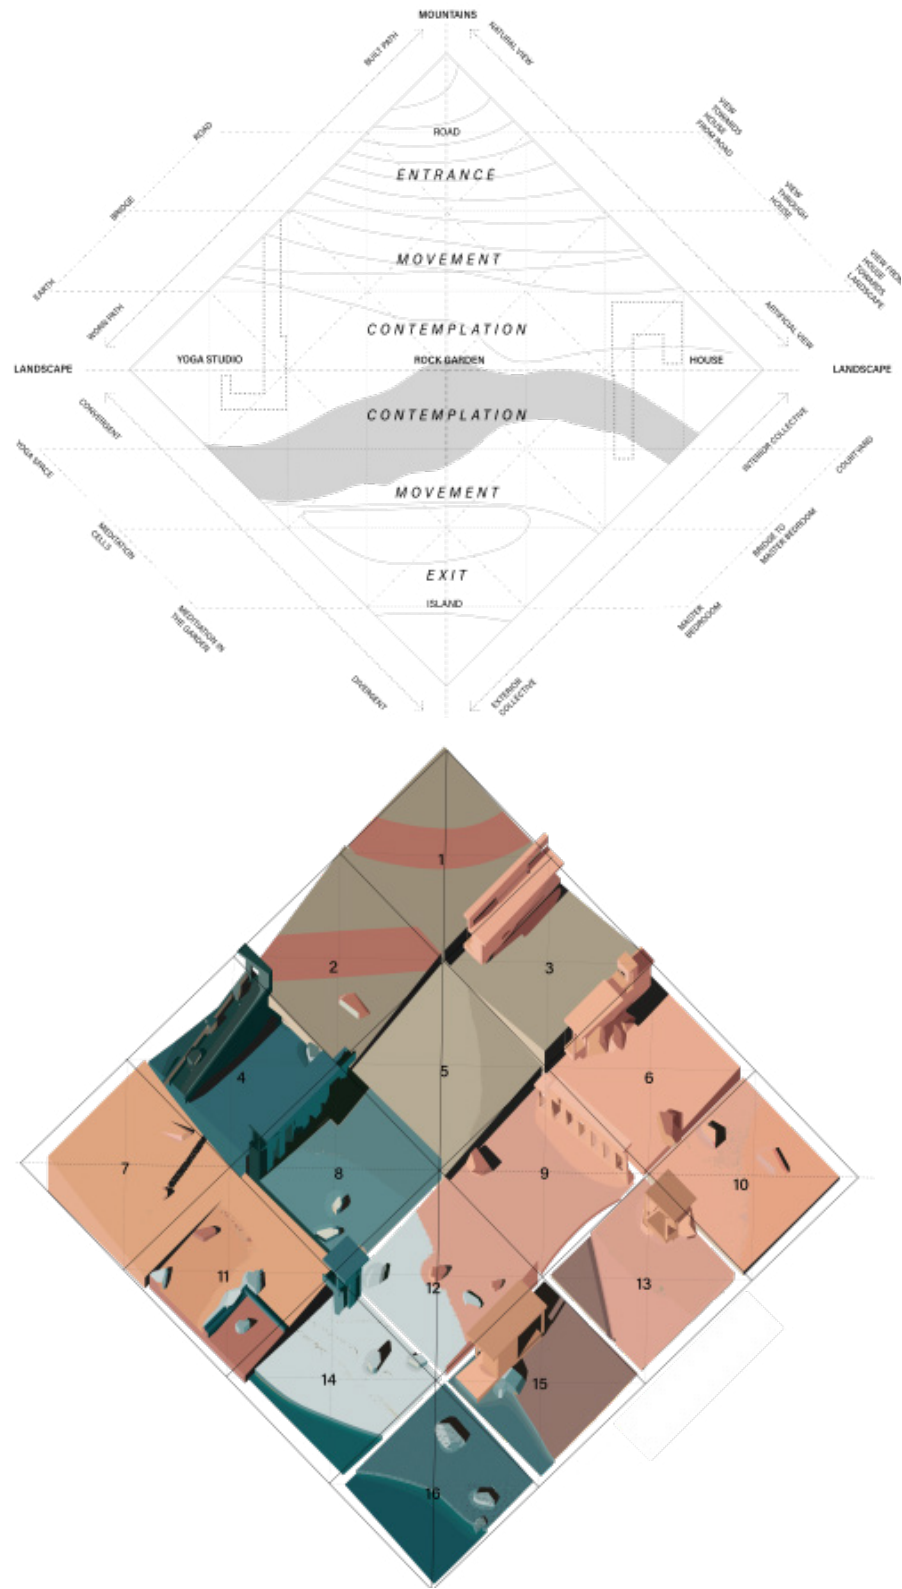 MOUNTAINS
BUILT PATH
NATURAL VIEW
ROAD
ROAD
VIEW
TOWARDS
HOUSE
FROM ROAD
ENTRANCE
BRIDGE
VIEW
THROUGH
HOUSE
MOVEMENT
EARTH
VIEW FROM
HOUSE
TOWARDS
LANDSCAPE
WORN PATH
ARTIFICIAL VIEW
CONTEMPLATION
YOGA STUDIO
ROCK GARDEN
HOUSE
LANDSCAPE
LANDSCAPE
CONVERGENT
CONTEMPLATION
INTERIOR COLLECTIVE
YOGA SPACE
COURTYARD
MOVEMENT
MEDITATION
CELLS
BRIDGE TO
MASTER BEDROOM
EXIT
ISLAND
MEDITATION IN
THE GARDEN
MASTER
BEDROOM
DIVERGENT
EXTERIOR
COLLECTIVE
1
2
3
4
5
6
7
8
9
10
11
12
13
14
15
16